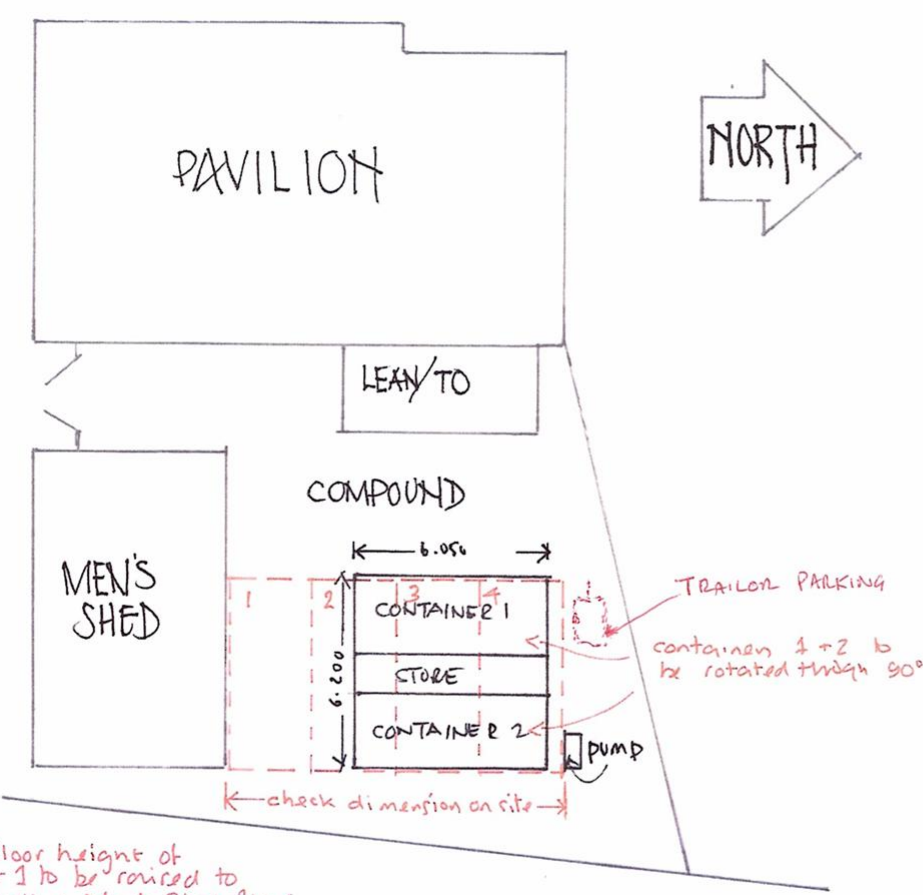 PAVILION
NORTH
LEAN/TO
COMPOUND
6.050
MEN'S
SHED
1
2
3
4
CONTAINER 1
TRAILOR PARKING
6.200
STORE
container 1 + 2 to
be rotated through 90°
CONTAINER 2
PUMP
check dimension on site
loor height of
1 to be raised to